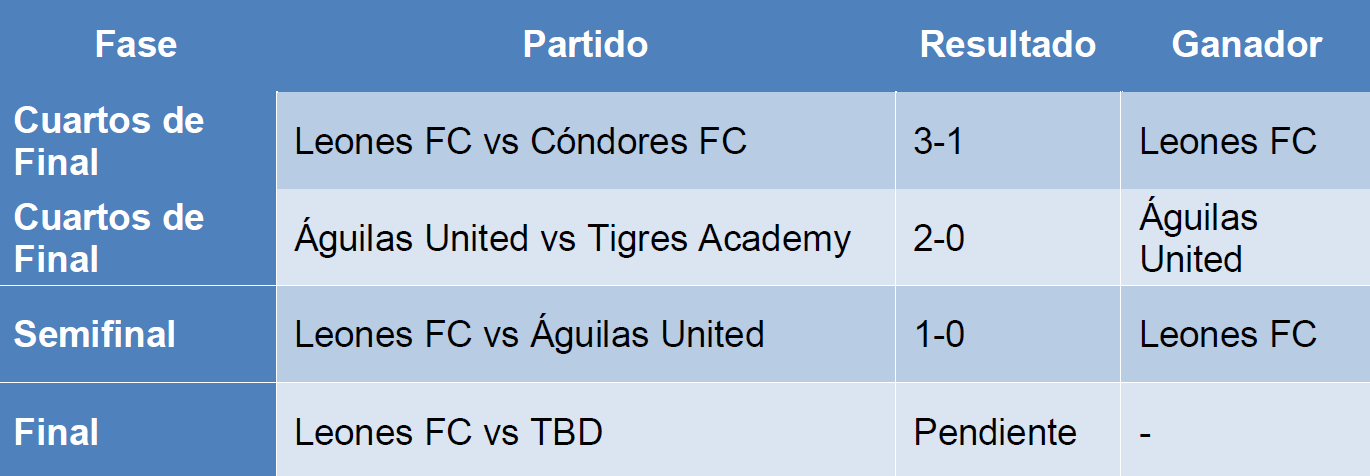 Fase Partido Resultado Ganador
Cuartos de
Final
Leones FC vs Cóndores FC 3-1 Leones FC
Cuartos de
Final
Águilas United vs Tigres Academy 2-0 Águilas
United
Semifinal Leones FC vs Águilas United 1-0 Leones FC
Final Leones FC vs TBD Pendiente -